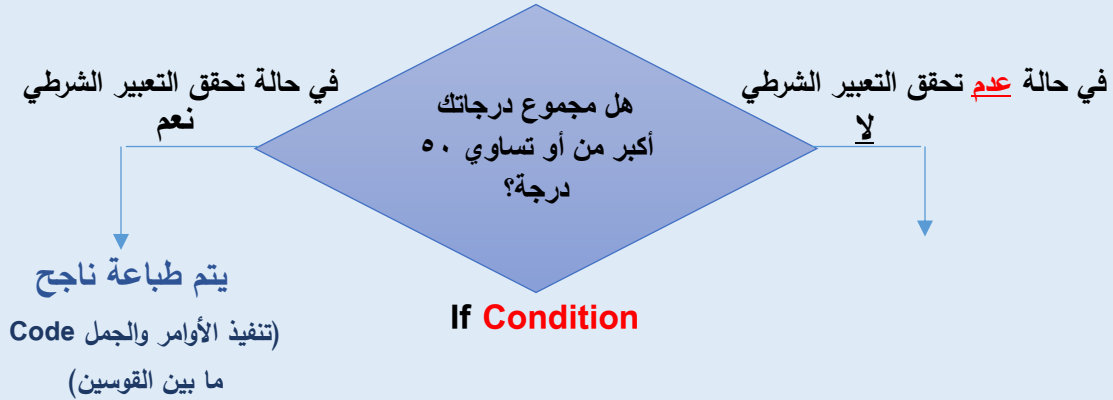 في حالة عدم تحقق التعبير الشرطي
لا
هل مجموع درجاتك
أكبر من أو تساوي ٥٠
درجة؟
في حالة تحقق التعبير الشرطي
نعم
If Condition
يتم طباعة ناجح
(تنفيذ الأوامر والجمل Code
ما بين القوسين)